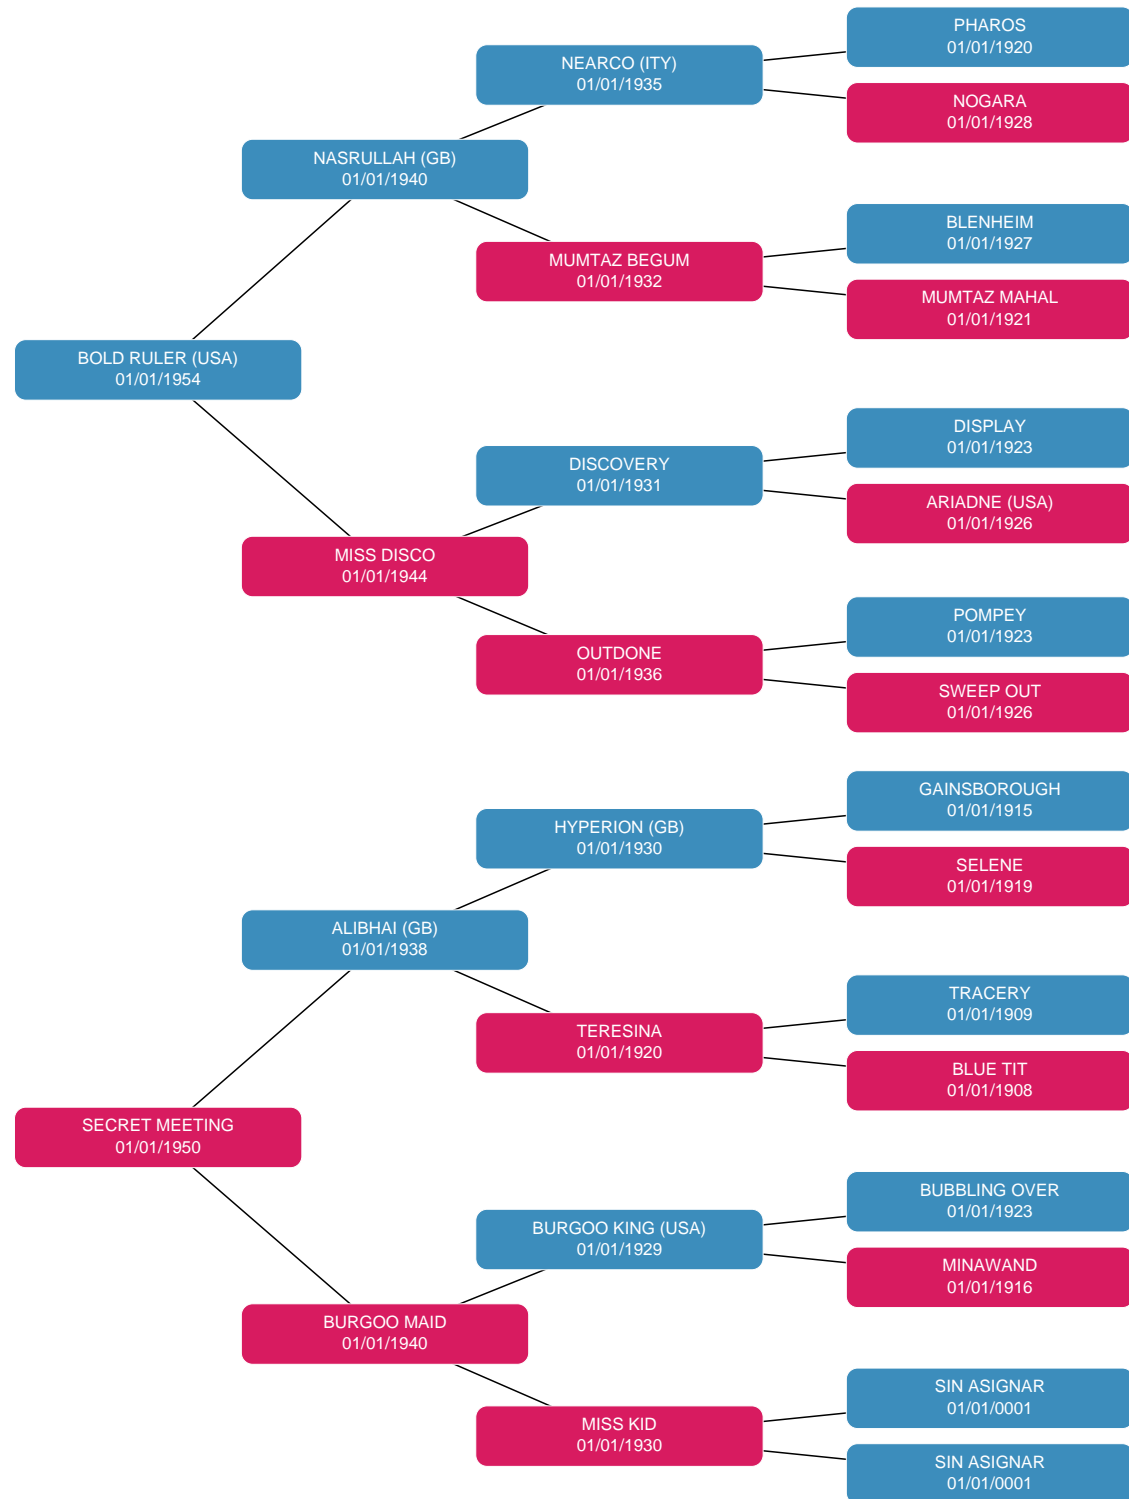 PHAROS
01/01/1920
NEARCO (ITY)
01/01/1935
NOGARA
01/01/1928
NASRULLAH (GB)
01/01/1940
BLENHEIM
01/01/1927
MUMTAZ BEGUM
01/01/1932
MUMTAZ MAHAL
01/01/1921
BOLD RULER (USA)
01/01/1954
DISPLAY
01/01/1923
DISCOVERY
01/01/1931
ARIADNE (USA)
01/01/1926
MISS DISCO
01/01/1944
POMPEY
01/01/1923
OUTDONE
01/01/1936
SWEEP OUT
01/01/1926
GAINSBOROUGH
01/01/1915
HYPERION (GB)
01/01/1930
SELENE
01/01/1919
ALIBHAI (GB)
01/01/1938
TRACERY
01/01/1909
TERESINA
01/01/1920
BLUE TIT
01/01/1908
SECRET MEETING
01/01/1950
BUBBLING OVER
01/01/1923
BURGOO KING (USA)
01/01/1929
MINAWAND
01/01/1916
BURGOO MAID
01/01/1940
SIN ASIGNAR
01/01/0001
MISS KID
01/01/1930
SIN ASIGNAR
01/01/0001